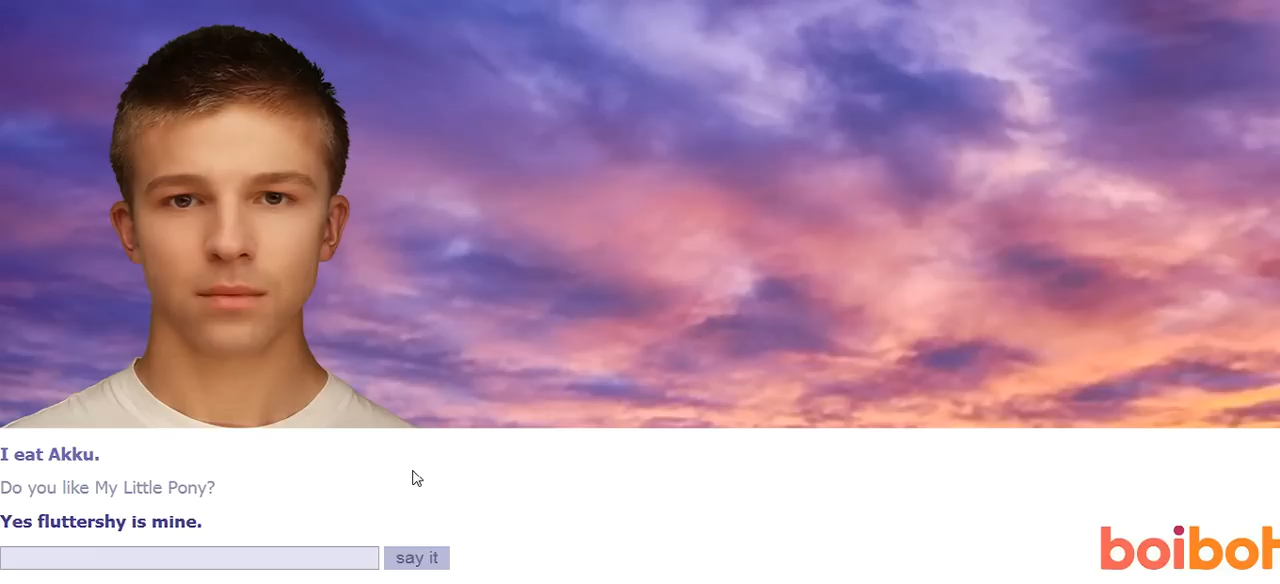 I eat Akku.
Do you like My Little Pony?
Yes fluttershy is mine.
say it
boibot